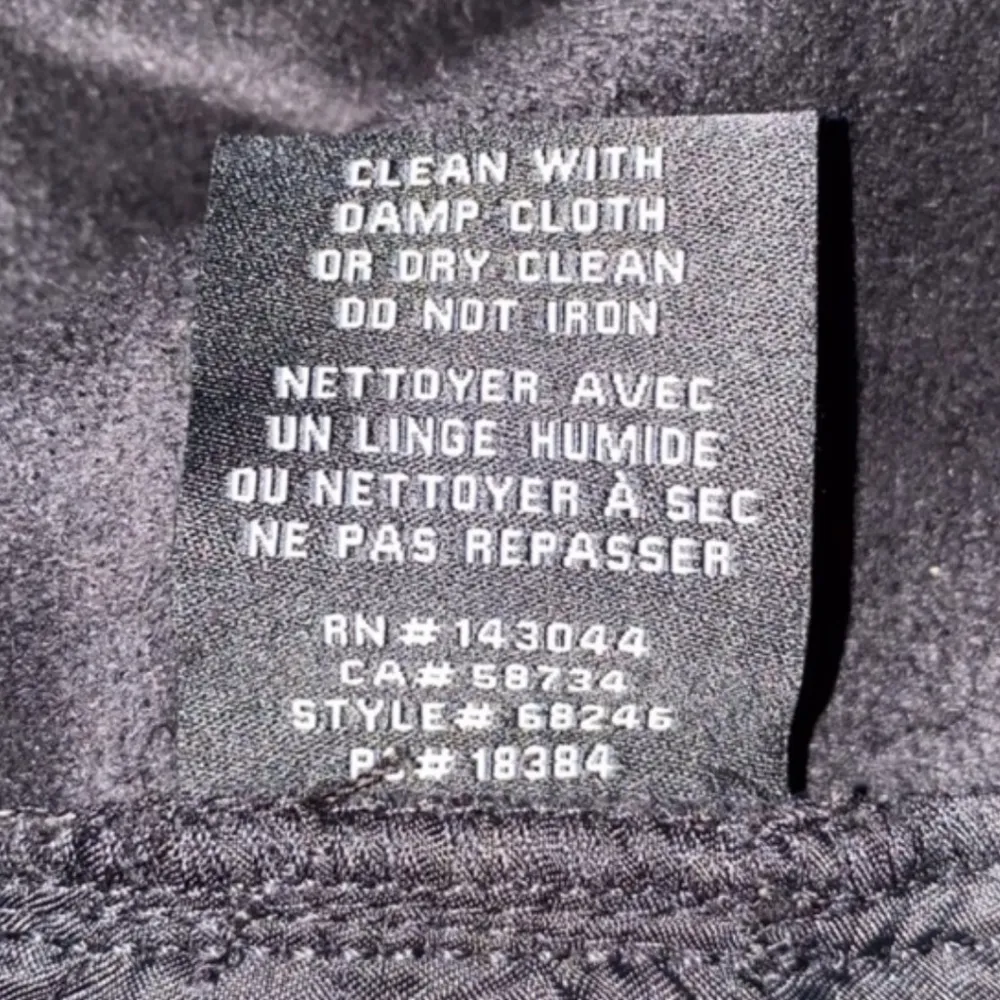 CLEAN WITH
DAMP CLOTH
OR DRY CLEAN
DO NOT IRON
NETTOYER AVEC
UN LINGE HUMIDE
OU NETTOYER À SEC
NE PAS REPASSER
RN # 143044
CA# 58734
STYLE# 68246
# 18384